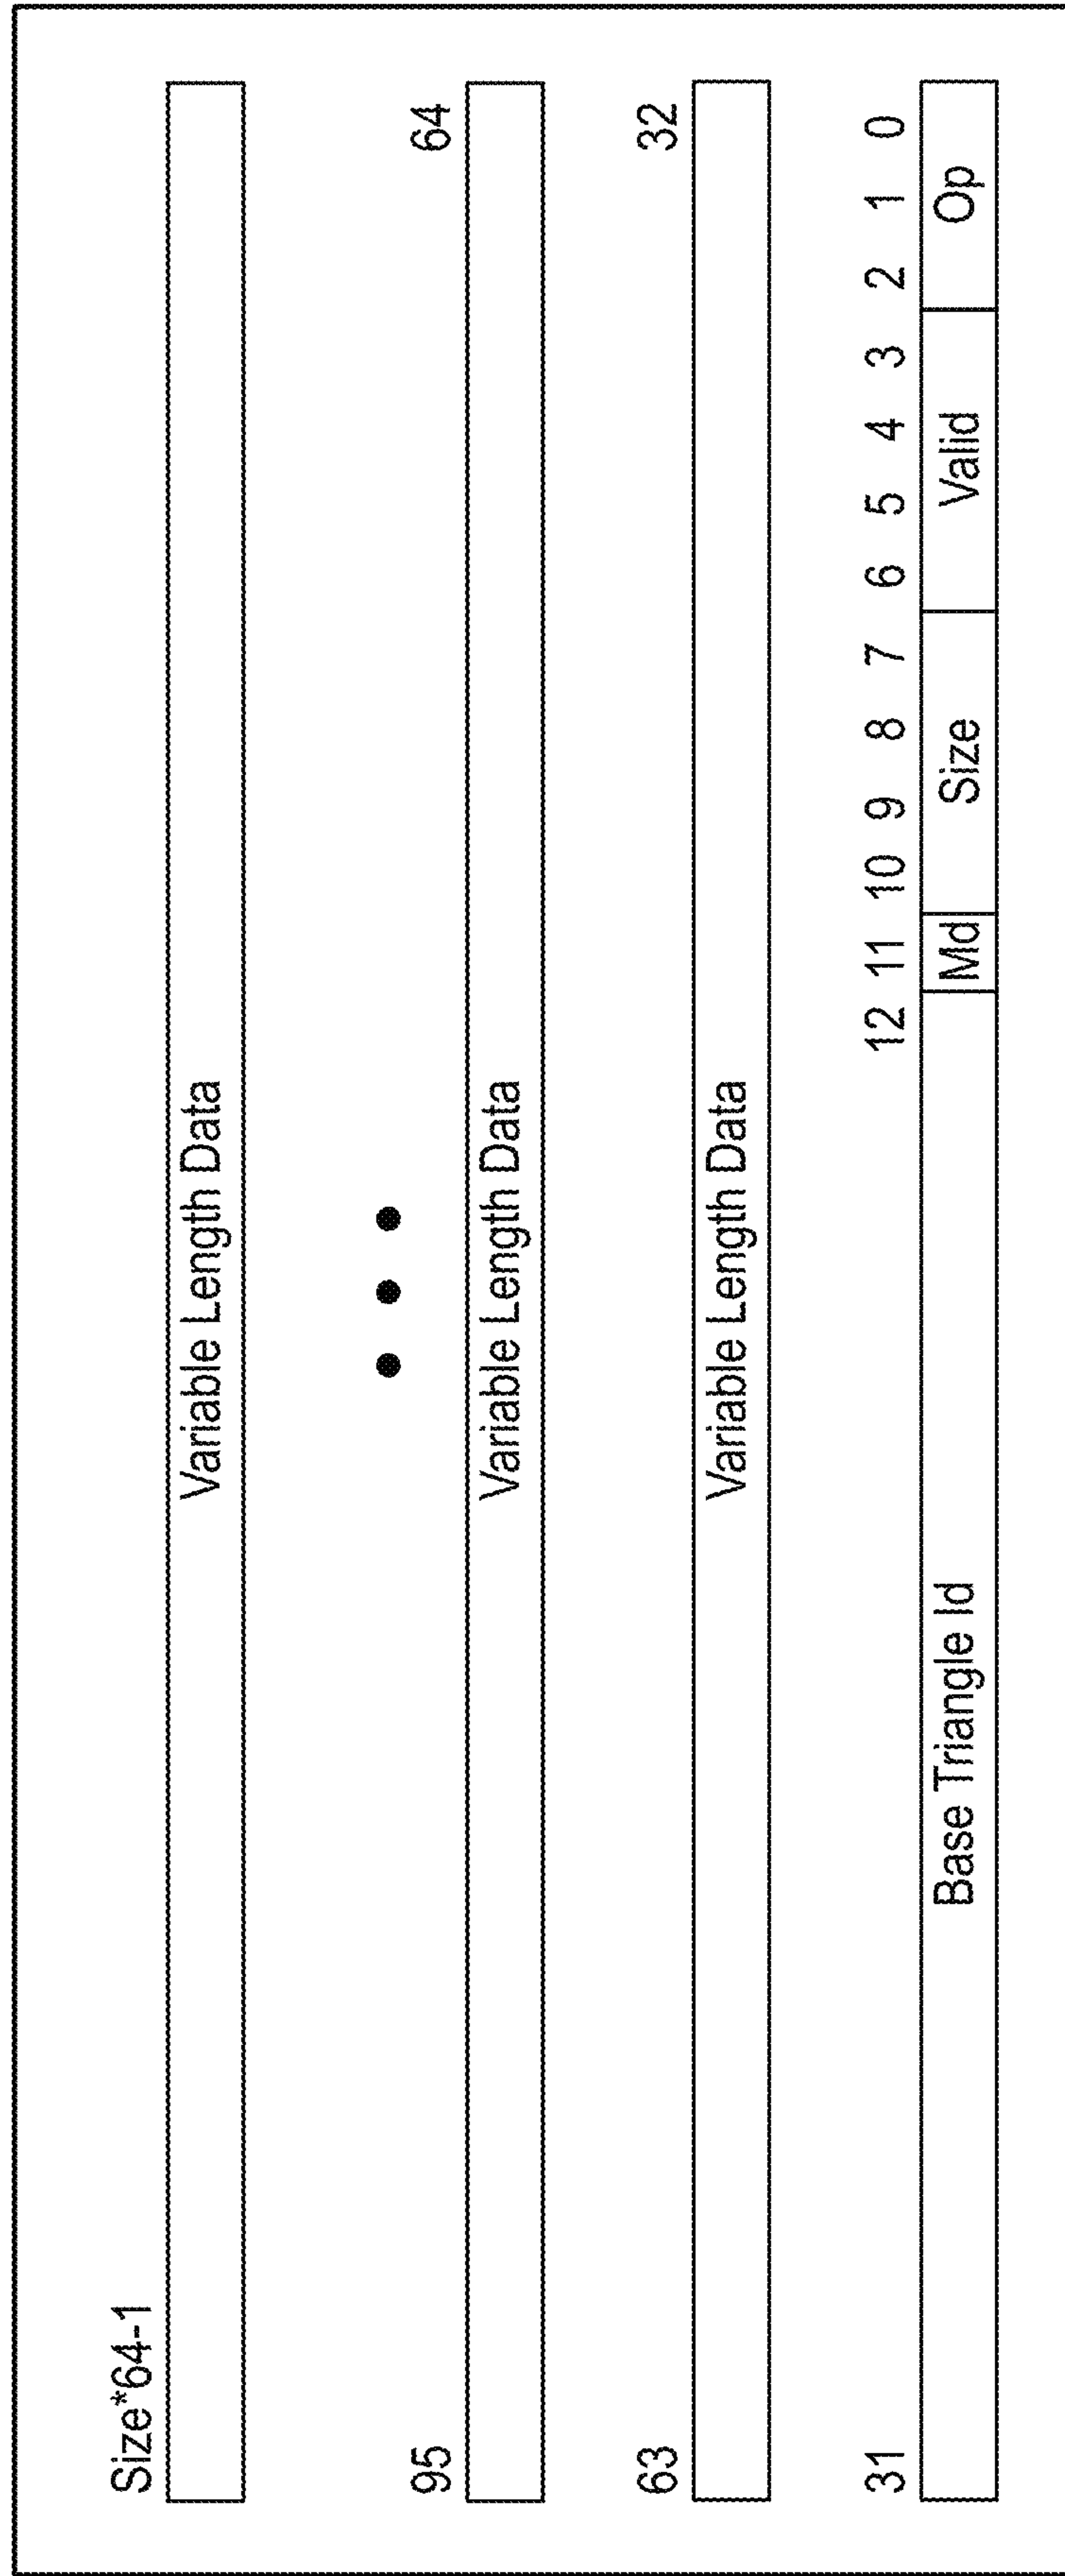 Size*64-1
Variable Length Data
95 64
Variable Length Data
63 32
Variable Length Data
31 12 11 10 9 8 7 6 5 4 3 2 1 0
Base Triangle Id Md Size Valid Op